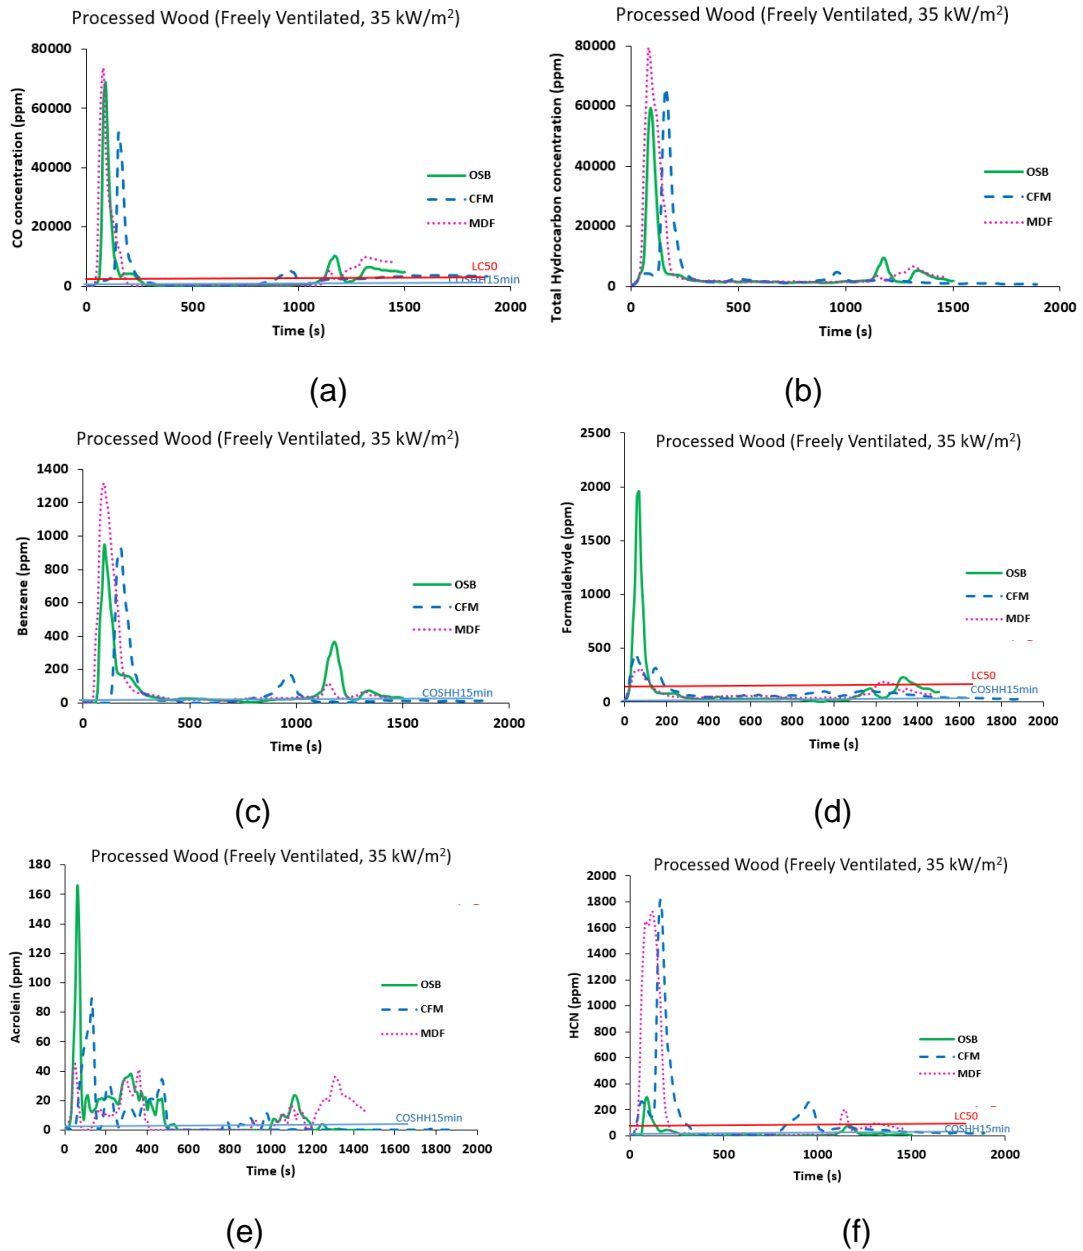 Processed Wood (Freely Ventilated, 35 kW/m²)
CO concentration (ppm)
80000
60000
40000
20000
0
0
500
1000
1500
2000
Time (s)
OSB
CFM
MDF
LC50
COSHH15min
(a)
Processed Wood (Freely Ventilated, 35 kW/m²)
Total Hydrocarbon concentration (ppm)
80000
60000
40000
20000
0
0
500
1000
1500
2000
Time (s)
OSB
CFM
MDF
(b)
Processed Wood (Freely Ventilated, 35 kW/m²)
Benzene (ppm)
1400
1200
1000
800
600
400
200
0
0
500
1000
1500
2000
Time (s)
OSB
CFM
MDF
COSHH15min
(c)
Processed Wood (Freely Ventilated, 35 kW/m²)
Formaldehyde (ppm)
2500
2000
1500
1000
500
0
0
200
400
600
800
1000
1200
1400
1600
1800
2000
Time (s)
OSB
CFM
MDF
LC50
COSHH15min
(d)
Processed Wood (Freely Ventilated, 35 kW/m²)
Acrolein (ppm)
180
160
140
120
100
80
60
40
20
0
0
200
400
600
800
1000
1200
1400
1600
1800
2000
Time (s)
OSB
CFM
MDF
COSHH15min
(e)
Processed Wood (Freely Ventilated, 35 kW/m²)
HCN (ppm)
2000
1800
1600
1400
1200
1000
800
600
400
200
0
0
500
1000
1500
2000
Time (s)
OSB
CFM
MDF
LC50
COSHH15min
(f)